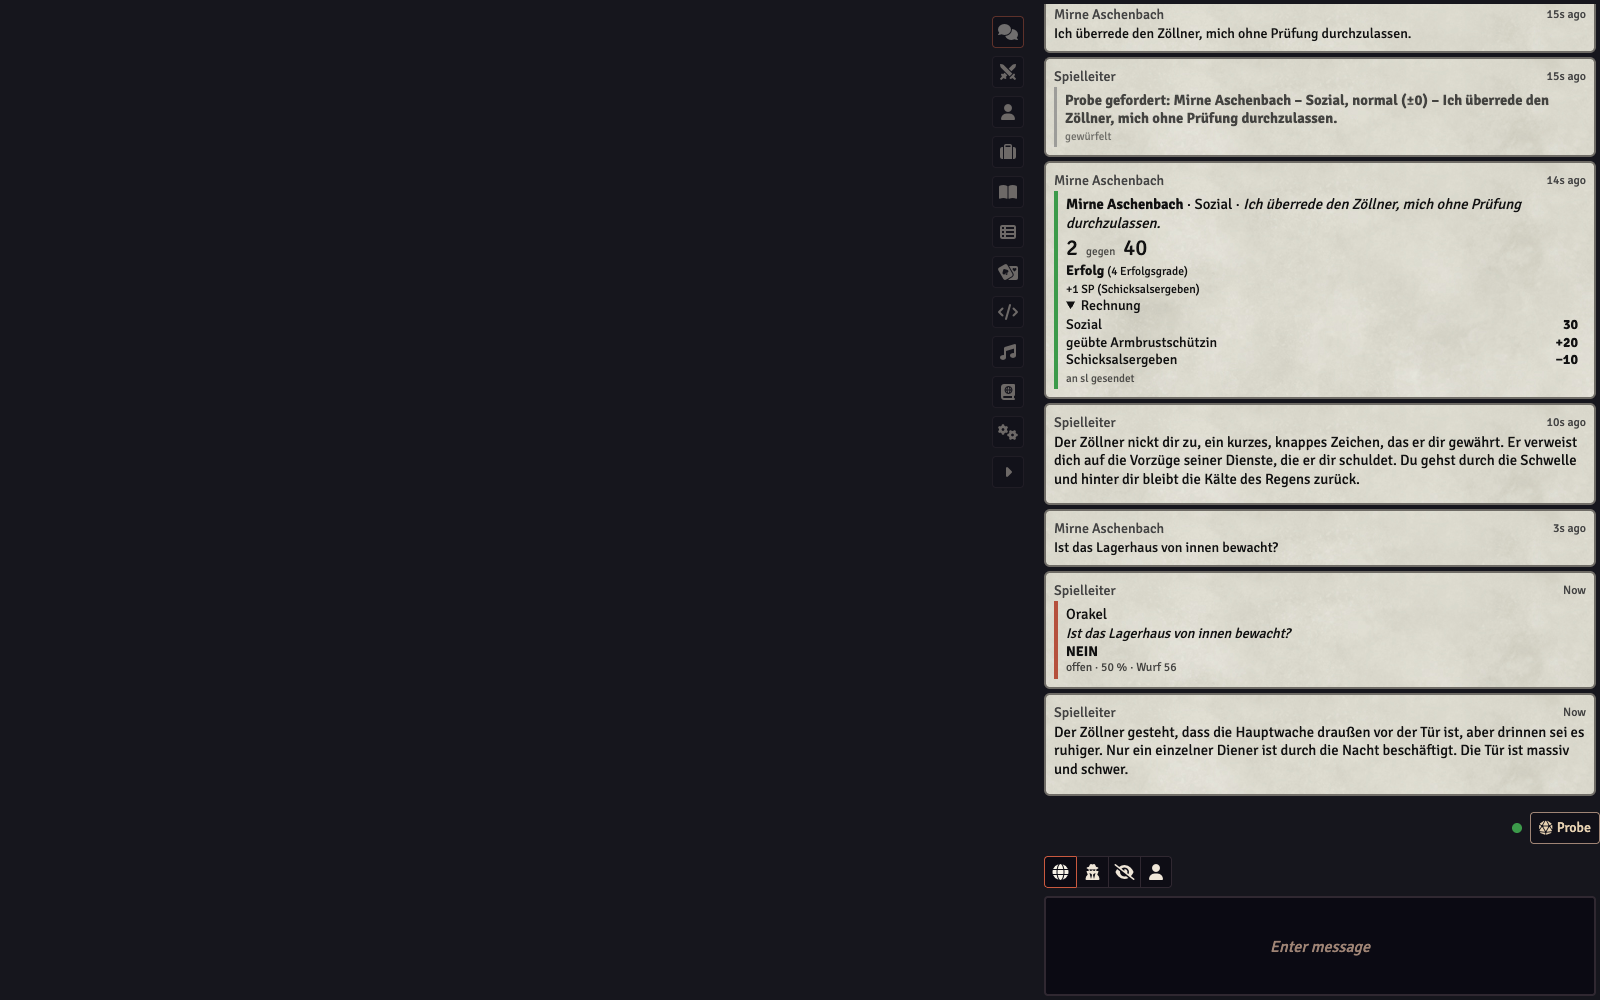 Mirne Aschenbach 15s ago
Ich überrede den Zöllner, mich ohne Prüfung durchzulassen.
Spielleiter 15s ago
Probe gefordert: Mirne Aschenbach – Sozial, normal (±0) – Ich überrede den
Zöllner, mich ohne Prüfung durchzulassen.
gewürfelt
Mirne Aschenbach 14s ago
Mirne Aschenbach · Sozial · Ich überrede den Zöllner, mich ohne Prüfung
durchzulassen.
2 gegen 40
Erfolg (4 Erfolgsgrade)
+1 SP (Schicksalsergeben)
▼ Rechnung
Sozial 30
geübte Armbrustschützin +20
Schicksalsergeben −10
an sl gesendet
Spielleiter 10s ago
Der Zöllner nickt dir zu, ein kurzes, knappes Zeichen, das er dir gewährt. Er verweist
dich auf die Vorzüge seiner Dienste, die er dir schuldet. Du gehst durch die Schwelle
und hinter dir bleibt die Kälte des Regens zurück.
Mirne Aschenbach 3s ago
Ist das Lagerhaus von innen bewacht?
Spielleiter Now
Orakel
Ist das Lagerhaus von innen bewacht?
NEIN
offen · 50 % · Wurf 56
Spielleiter Now
Der Zöllner gesteht, dass die Hauptwache draußen vor der Tür ist, aber drinnen sei es
ruhiger. Nur ein einzelner Diener ist durch die Nacht beschäftigt. Die Tür ist massiv
und schwer.
Probe
Enter message